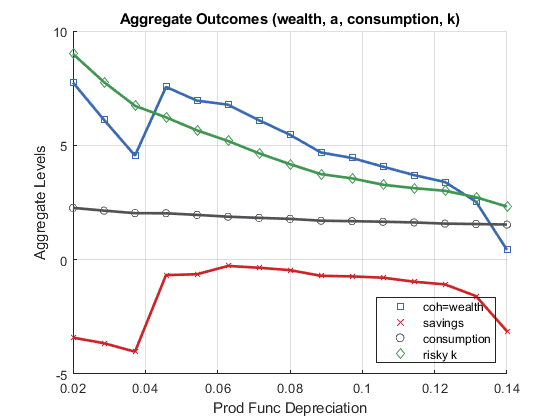 Aggregate Outcomes (wealth, a, consumption, k)
10
5
0
-5
Aggregate Levels
coh=wealth
savings
consumption
risky k
0.02 0.04 0.06 0.08 0.1 0.12 0.14
Prod Func Depreciation